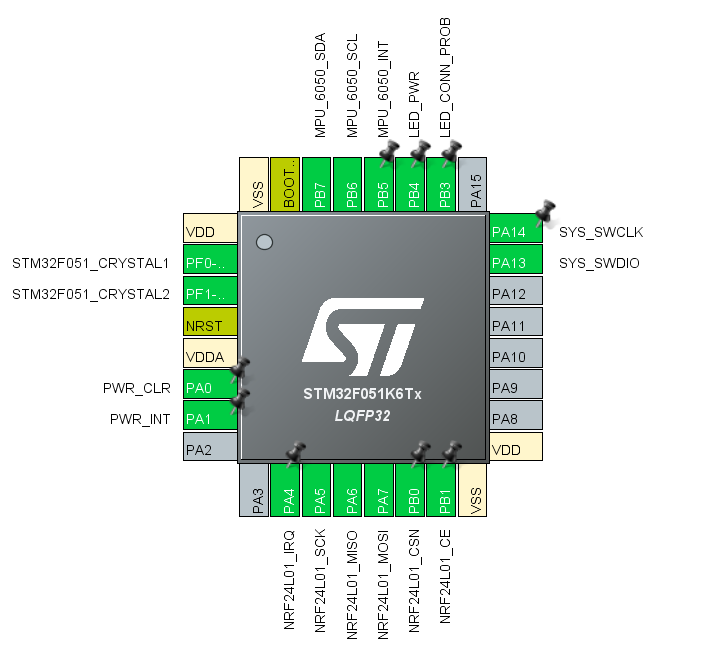 MPU_6050_SDA
MPU_6050_SCL
MPU_6050_INT
LED_PWR
LED_CONN_PROB
VSS
BOOT...
PB7
PB6
PB5
PB4
PB3
PA15
VDD
STM32F051_CRYSTAL1 PF0-..
STM32F051_CRYSTAL2 PF1-..
NRST
VDDA
PWR_CLR PA0
PWR_INT PA1
PA2
ST
STM32F051K6Tx
LQFP32
PA14 SYS_SWCLK
PA13 SYS_SWDIO
PA12
PA11
PA10
PA9
PA8
VDD
PA3
PA4
PA5
PA6
PA7
PB0
PB1
VSS
NRF24L01_IRQ
NRF24L01_SCK
NRF24L01_MISO
NRF24L01_MOSI
NRF24L01_CSN
NRF24L01_CE